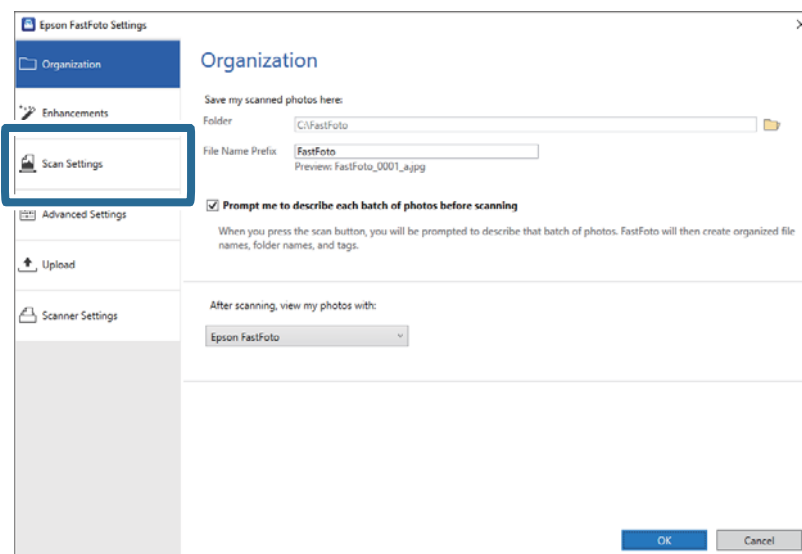 Epson FastFoto Settings
Organization
Enhancements
Scan Settings
Advanced Settings
Upload
Scanner Settings
Organization
Save my scanned photos here:
Folder
C:\FastFoto
File Name Prefix
FastFoto
Preview: FastFoto_0001_a.jpg
Prompt me to describe each batch of photos before scanning
When you press the scan button, you will be prompted to describe that batch of photos. FastFoto will then create organized file
names, folder names, and tags.
After scanning, view my photos with:
Epson FastFoto
OK
Cancel